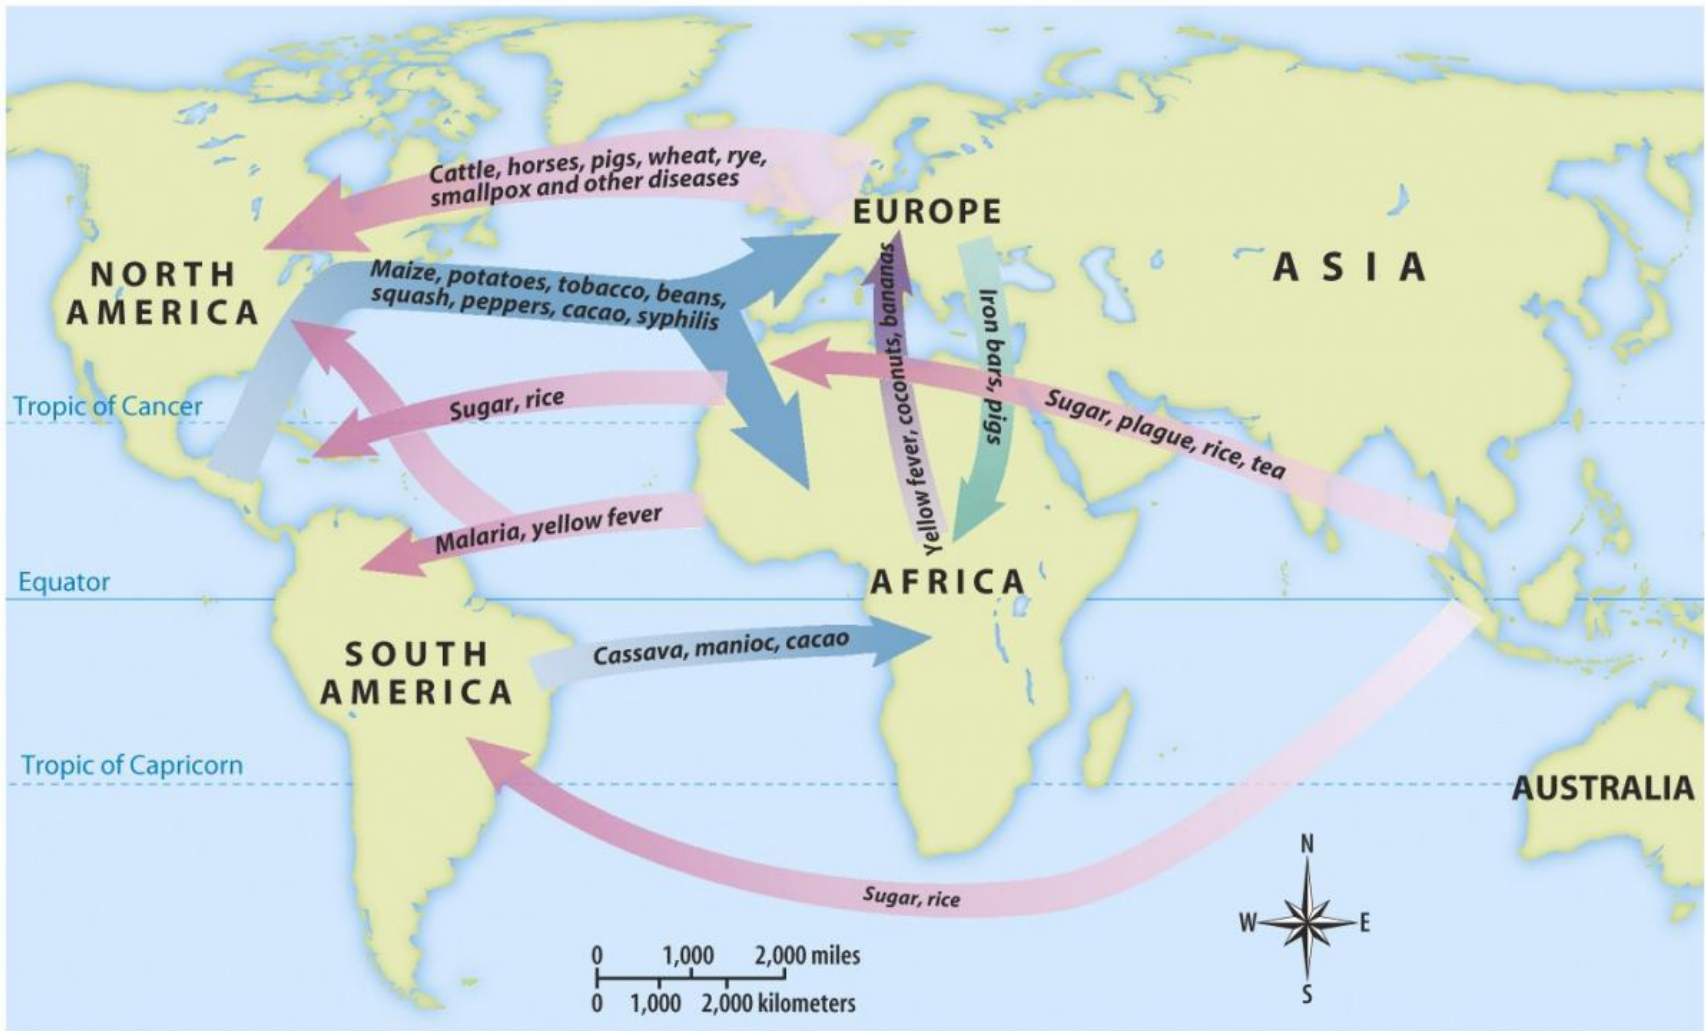 Cattle, horses, pigs, wheat, rye,
smallpox and other diseases
EUROPE
ASIA
NORTH
AMERICA
Maize, potatoes, tobacco, beans,
squash, peppers, cacao, syphilis
Yellow fever, coconuts, bananas
Iron bars, pigs
Tropic of Cancer
Sugar, rice
Sugar, plague, rice, tea
Malaria, yellow fever
Equator
AFRICA
SOUTH
AMERICA
Cassava, manioc, cacao
Tropic of Capricorn
AUSTRALIA
Sugar, rice
N
W E
S
0 1,000 2,000 miles
0 1,000 2,000 kilometers